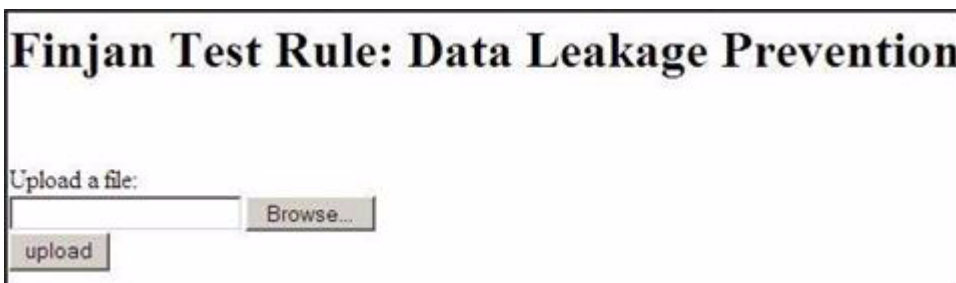 Finjan Test Rule: Data Leakage Prevention
Upload a file:
Browse...
upload